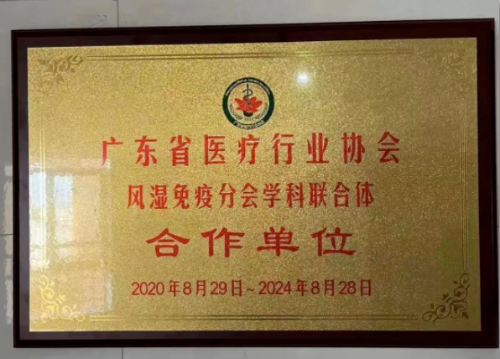 广东省医疗行业协会
风湿免疫分会学科联合体
合作单位
2020年8月29日~2024年8月28日